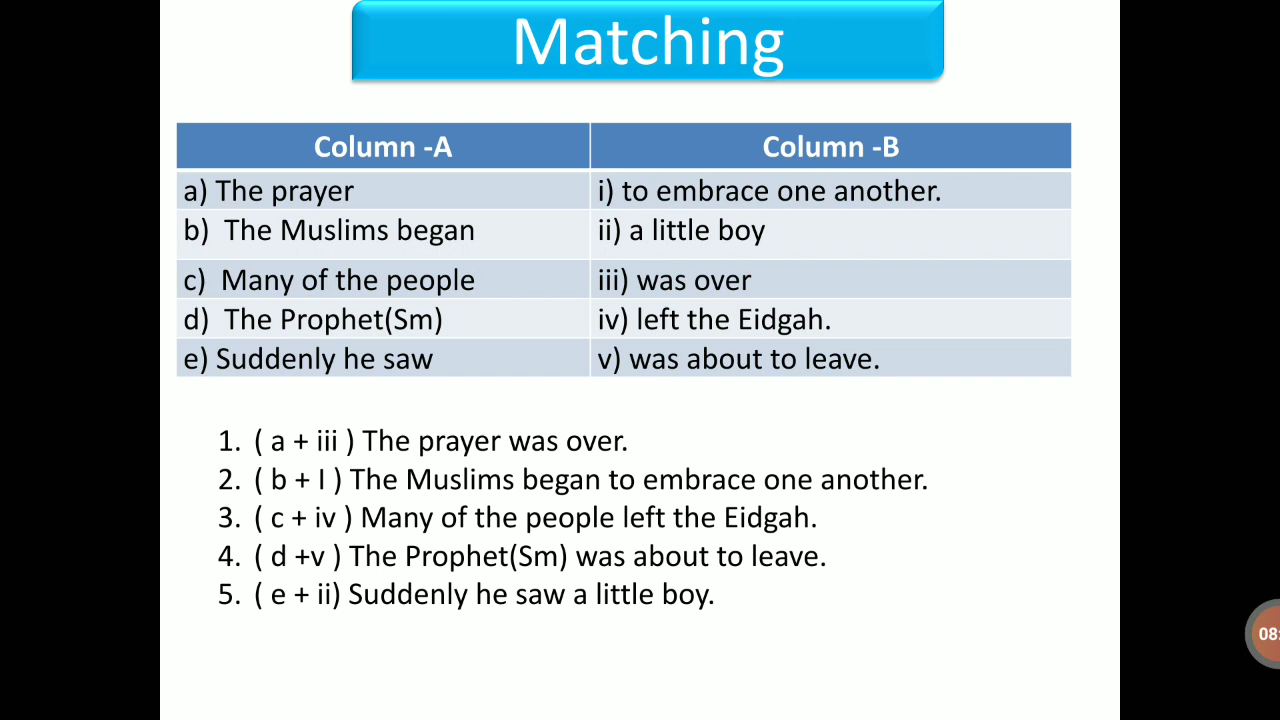 Matching
Column -A Column -B
a) The prayer i) to embrace one another.
b) The Muslims began ii) a little boy
c) Many of the people iii) was over
d) The Prophet(Sm) iv) left the Eidgah.
e) Suddenly he saw v) was about to leave.
1. ( a + iii ) The prayer was over.
2. ( b + I ) The Muslims began to embrace one another.
3. ( c + iv ) Many of the people left the Eidgah.
4. ( d +v ) The Prophet(Sm) was about to leave.
5. ( e + ii) Suddenly he saw a little boy.
08: